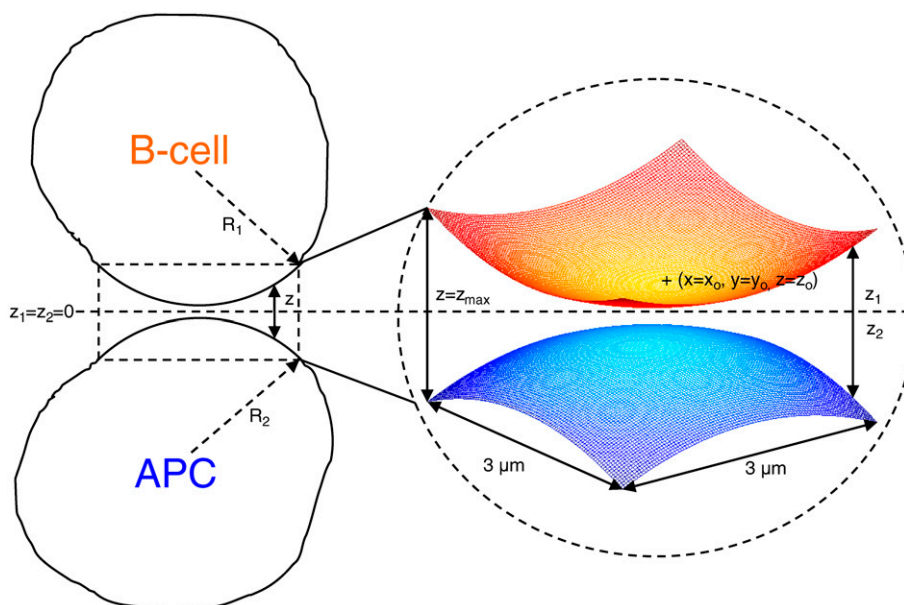 B-cell
R1
z
z1=z2=0
R2
APC
z=zmax
+ (x=xo, y=yo, z=zo)
z1
z2
3 μm
3 μm